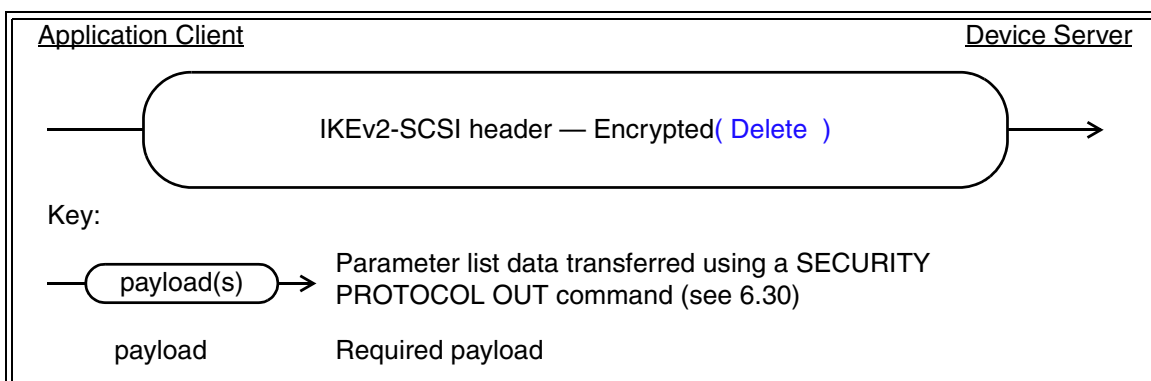 Application Client Device Server
IKEv2-SCSI header — Encrypted( Delete )
Key:
payload(s) Parameter list data transferred using a SECURITY
PROTOCOL OUT command (see 6.30)
payload Required payload